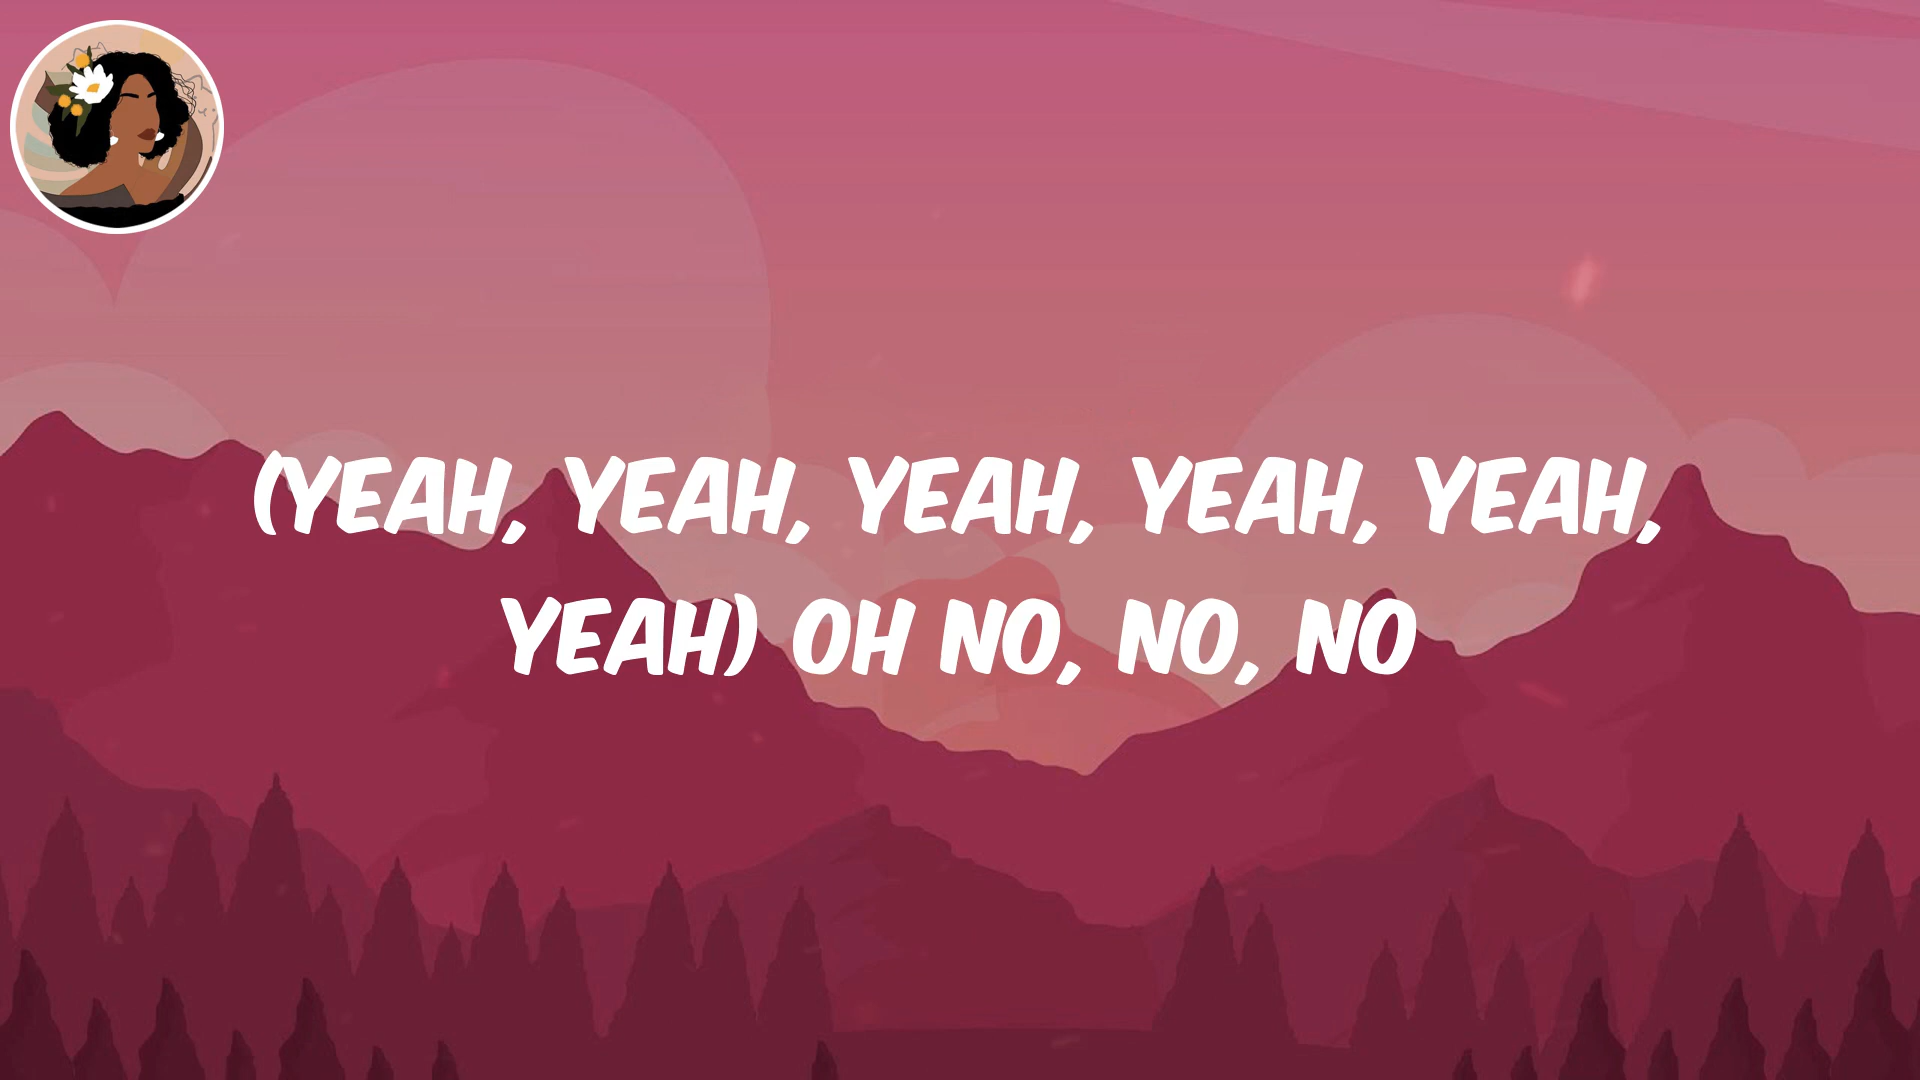 (YEAH, YEAH, YEAH, YEAH, YEAH,
YEAH) OH NO, NO, NO